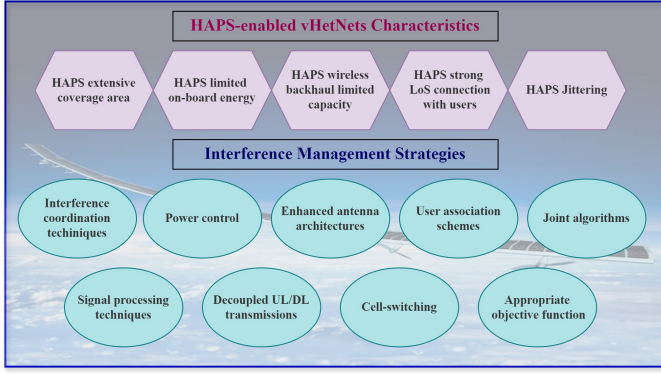 HAPS-enabled vHetNets Characteristics
HAPS extensive
coverage area
HAPS limited
on-board energy
HAPS wireless
backhaul limited
capacity
HAPS strong
LoS connection
with users
HAPS Jittering
Interference Management Strategies
Interference
coordination
techiniques
Power control
Enhanced antenna
architectures
User association
schemes
Joint algorithms
Signal processing
techniques
Decoupled UL/DL
transmissions
Cell-switching
Appropriate
objective function